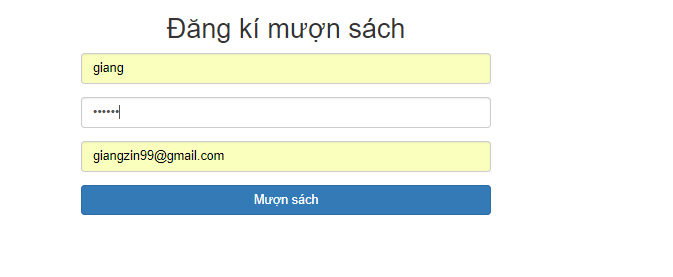 Đăng kí mượn sách
giang
••••••
giangzin99@gmail.com
Mượn sách